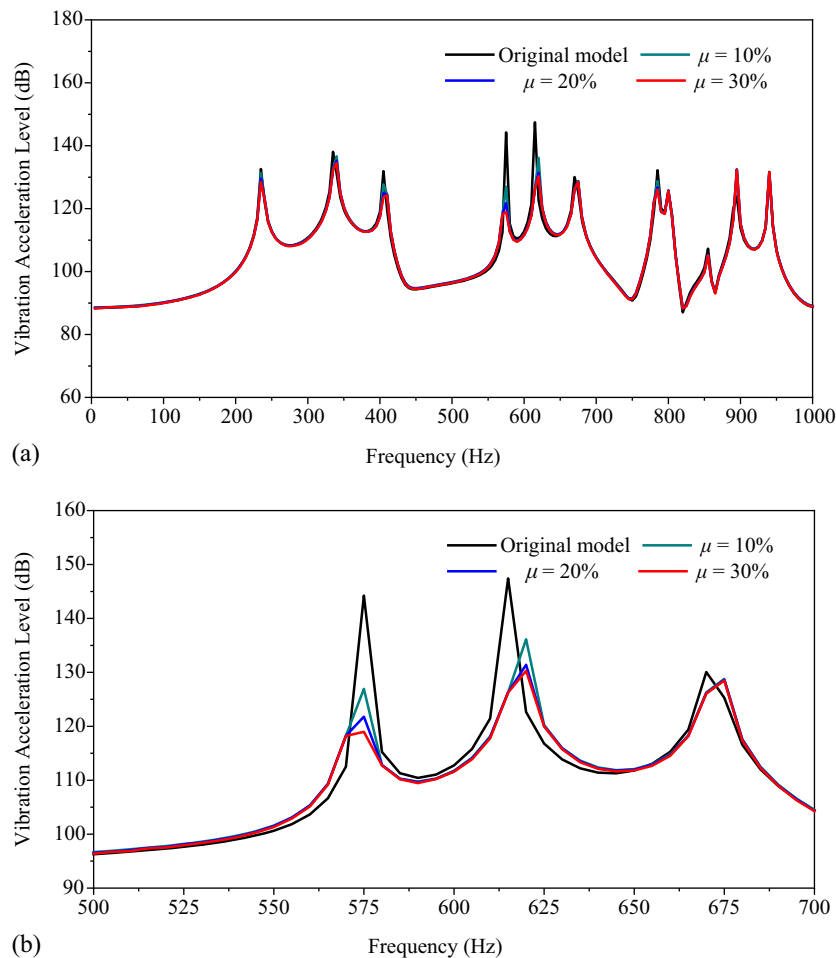 180
160
140
120
100
80
60
Vibration Acceleration Level (dB)
Original model μ = 10%
μ = 20% μ = 30%
0 100 200 300 400 500 600 700 800 900 1000
(a)
Frequency (Hz)
160
150
140
130
120
110
100
90
Vibration Acceleration Level (dB)
Original model μ = 10%
μ = 20% μ = 30%
500 525 550 575 600 625 650 675 700
(b)
Frequency (Hz)